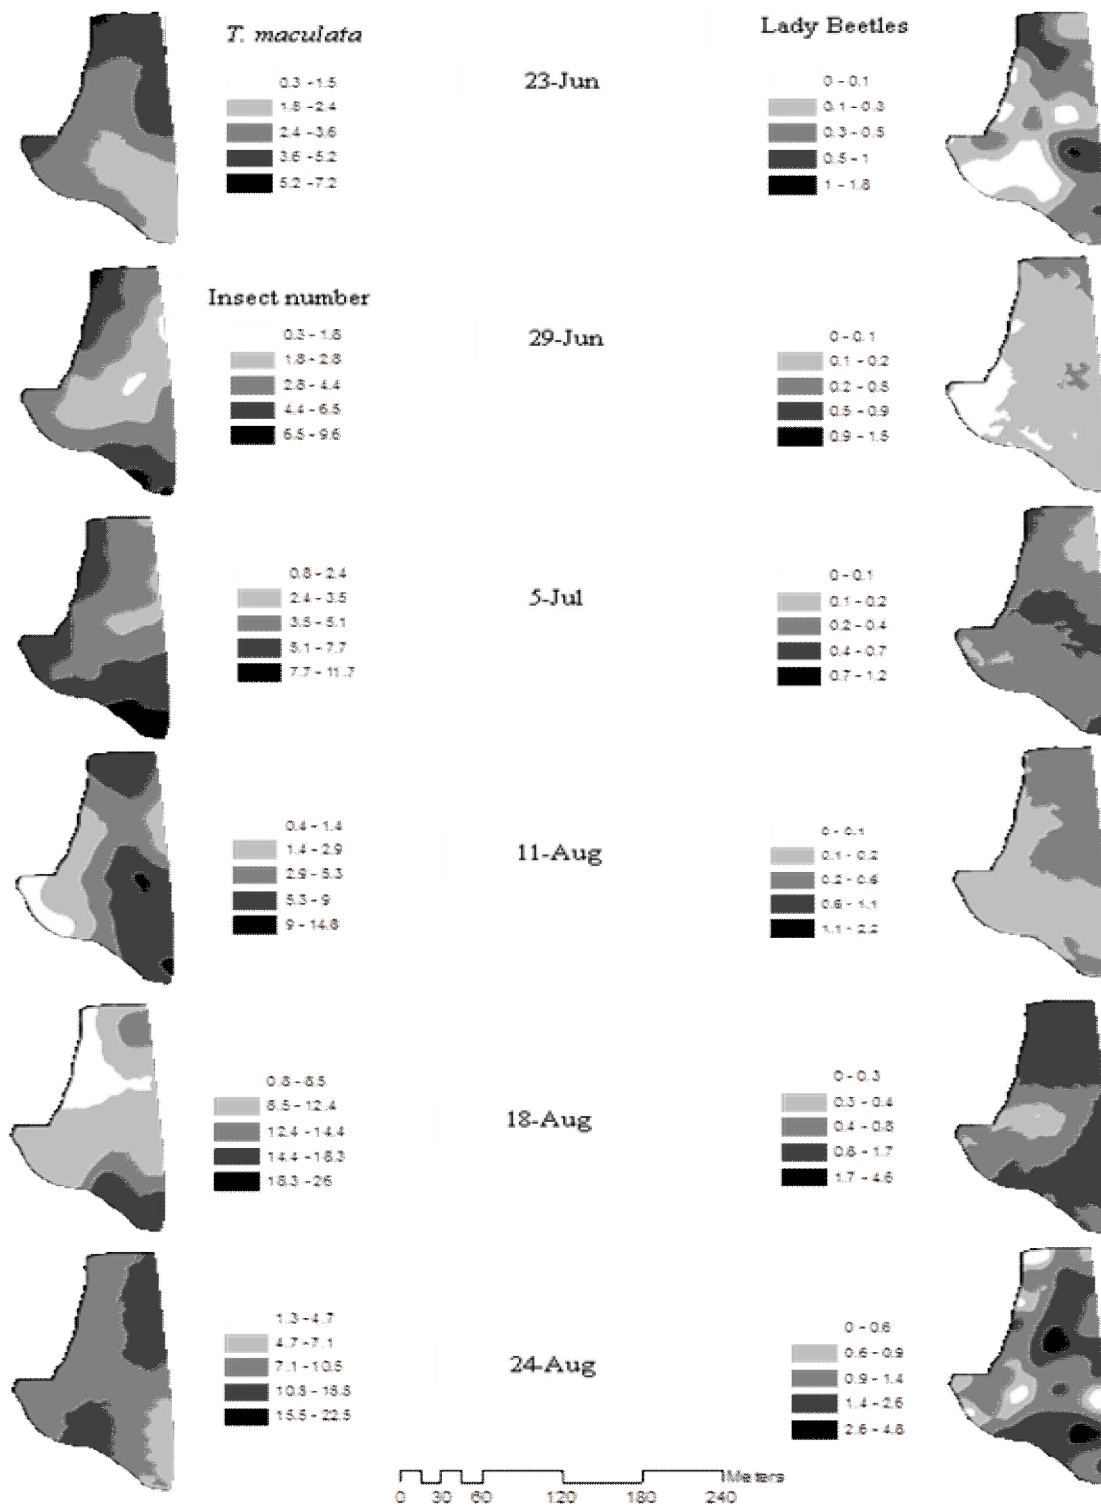 T. maculata
Lady Beetles
23-Jun
0.3 - 1.5
1.8 - 2.4
2.4 - 3.6
3.6 - 5.2
5.2 - 7.2
0 - 0.1
0.1 - 0.3
0.3 - 0.5
0.5 - 1
1 - 1.8
Insect number
29-Jun
0.3 - 1.8
1.8 - 2.8
2.8 - 4.4
4.4 - 6.5
6.5 - 9.6
0 - 0.1
0.1 - 0.2
0.2 - 0.5
0.5 - 0.9
0.9 - 1.5
5-Jul
0.8 - 2.4
2.4 - 3.5
3.5 - 5.1
5.1 - 7.7
7.7 - 11.7
0 - 0.1
0.1 - 0.2
0.2 - 0.4
0.4 - 0.7
0.7 - 1.2
11-Aug
0.4 - 1.4
1.4 - 2.9
2.9 - 5.3
5.3 - 9
9 - 14.8
0 - 0.1
0.1 - 0.2
0.2 - 0.6
0.6 - 1.1
1.1 - 2.2
18-Aug
0.8 - 8.5
8.5 - 12.4
12.4 - 14.4
14.4 - 18.3
18.3 - 26
0 - 0.3
0.3 - 0.4
0.4 - 0.8
0.8 - 1.7
1.7 - 4.6
24-Aug
1.3 - 4.7
4.7 - 7.1
7.1 - 10.5
10.5 - 15.5
15.5 - 22.5
0 - 0.6
0.6 - 0.9
0.9 - 1.4
1.4 - 2.6
2.6 - 4.8
Meters
0 30 60 120 180 240